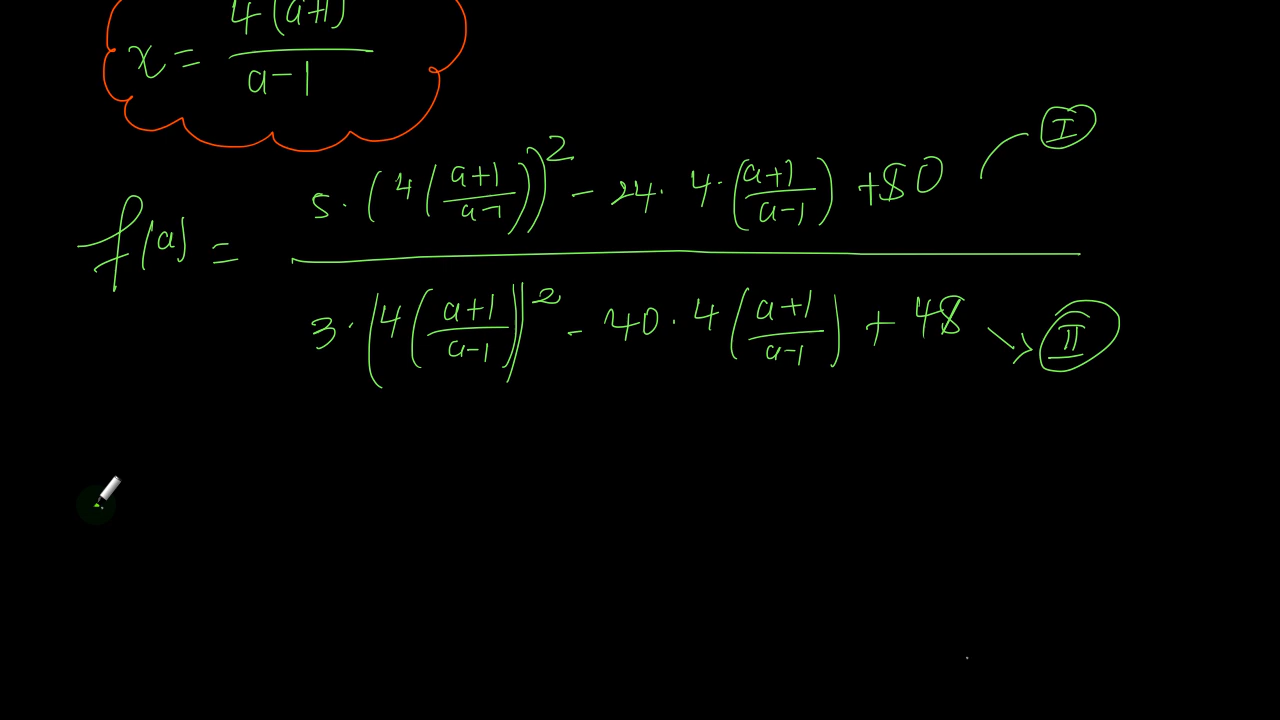 x = 4(a+1) / a-1
5·(4(a+1/a-1))² - 24·4·(a+1/a-1) + 80
I
f(a) =
3·(4(a+1/a-1))² - 40·4(a+1/a-1) + 48
II